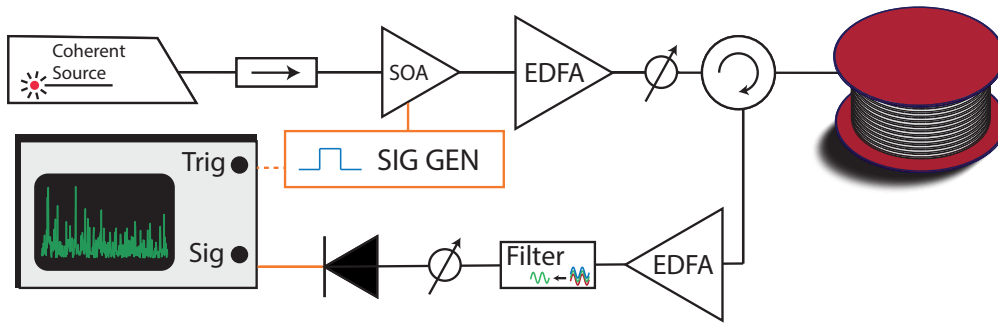 Coherent
Source
SOA
EDFA
Trig
SIG GEN
Sig
Filter
EDFA